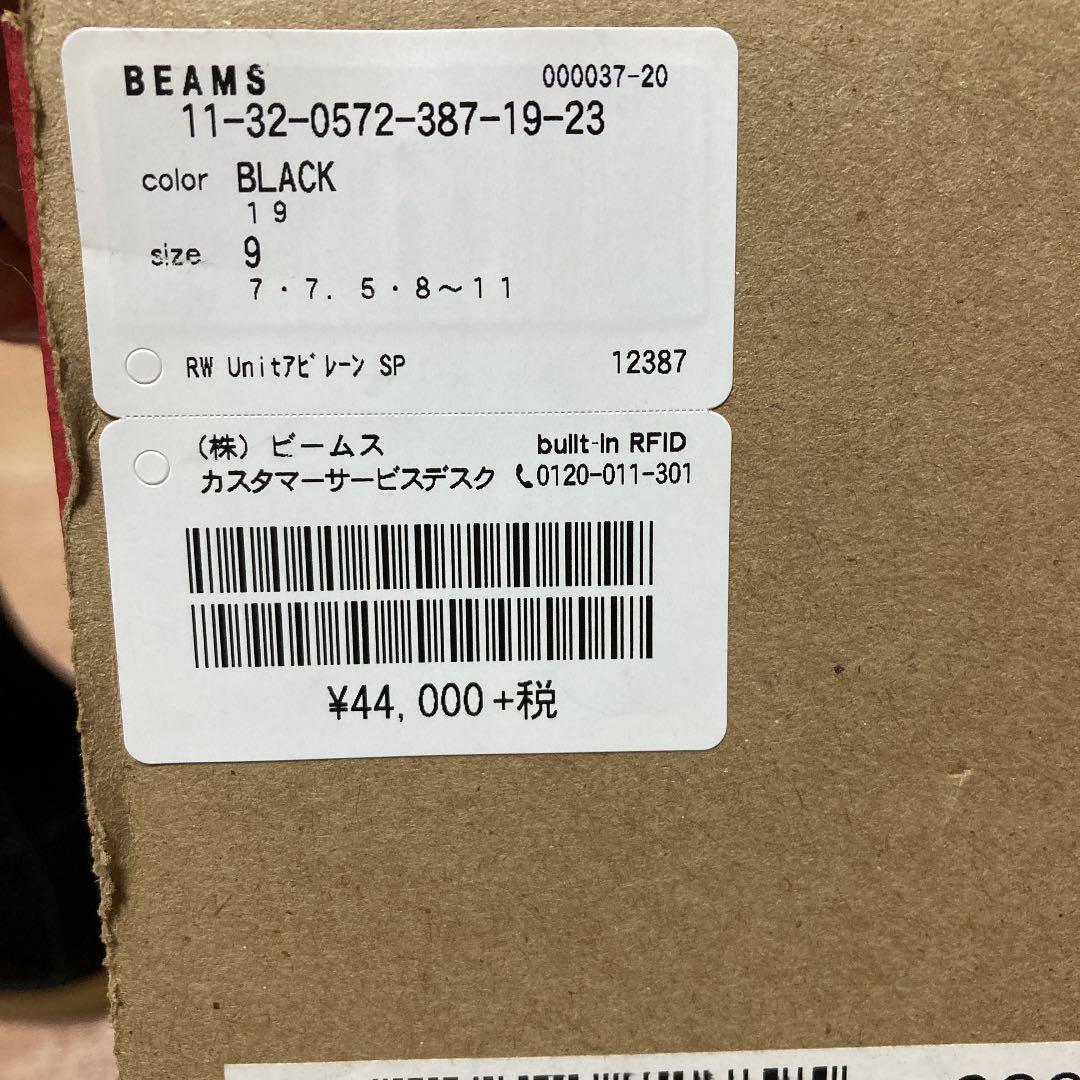 BEAMS 000037-20
11-32-0572-387-19-23
color BLACK
19
size 9
7・7.5・8～11
RW Unitｱﾋﾞﾚｰﾝ SP 12387
(株)ビームス built-in RFID
カスタマーサービスデスク 0120-011-301
¥44,000+税